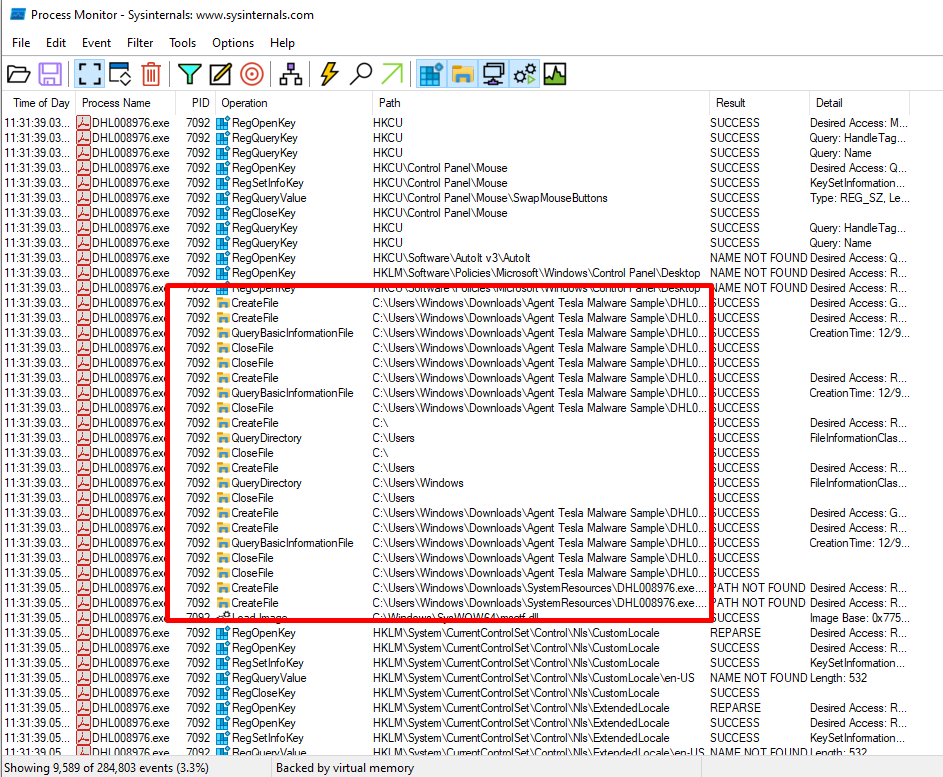 Process Monitor - Sysinternals: www.sysinternals.com
File Edit Event Filter Tools Options Help
Time of Day Process Name PID Operation Path Result Detail
11:31:39.03... DHL008976.exe 7092 RegOpenKey HKCU SUCCESS Desired Access: M...
11:31:39.03... DHL008976.exe 7092 RegQueryKey HKCU SUCCESS Query: HandleTag...
11:31:39.03... DHL008976.exe 7092 RegQueryKey HKCU SUCCESS Query: Name
11:31:39.03... DHL008976.exe 7092 RegOpenKey HKCU\Control Panel\Mouse SUCCESS Desired Access: Q...
11:31:39.03... DHL008976.exe 7092 RegSetInfoKey HKCU\Control Panel\Mouse SUCCESS KeySetInformation...
11:31:39.03... DHL008976.exe 7092 RegQueryValue HKCU\Control Panel\Mouse\SwapMouseButtons SUCCESS Type: REG_SZ, Le...
11:31:39.03... DHL008976.exe 7092 RegCloseKey HKCU\Control Panel\Mouse SUCCESS
11:31:39.03... DHL008976.exe 7092 RegQueryKey HKCU SUCCESS Query: HandleTag...
11:31:39.03... DHL008976.exe 7092 RegQueryKey HKCU SUCCESS Query: Name
11:31:39.03... DHL008976.exe 7092 RegOpenKey HKCU\Software\AutoIt v3\AutoIt NAME NOT FOUND Desired Access: Q...
11:31:39.03... DHL008976.exe 7092 RegOpenKey HKLM\Software\Policies\Microsoft\Windows\Control Panel\Desktop NAME NOT FOUND Desired Access: R...
11:31:39.03... DHL008976.exe 7092 RegOpenKey HKCU\Software\Policies\Microsoft\Windows\Control Panel\Desktop NAME NOT FOUND Desired Access: R...
11:31:39.03... DHL008976.exe 7092 CreateFile C:\Users\Windows\Downloads\Agent Tesla Malware Sample\DHL0... SUCCESS Desired Access: G...
11:31:39.03... DHL008976.exe 7092 CreateFile C:\Users\Windows\Downloads\Agent Tesla Malware Sample\DHL0... SUCCESS Desired Access: R...
11:31:39.03... DHL008976.exe 7092 QueryBasicInformationFile C:\Users\Windows\Downloads\Agent Tesla Malware Sample\DHL0... SUCCESS CreationTime: 12/9...
11:31:39.03... DHL008976.exe 7092 CloseFile C:\Users\Windows\Downloads\Agent Tesla Malware Sample\DHL0... SUCCESS
11:31:39.03... DHL008976.exe 7092 CloseFile C:\Users\Windows\Downloads\Agent Tesla Malware Sample\DHL0... SUCCESS
11:31:39.03... DHL008976.exe 7092 CreateFile C:\Users\Windows\Downloads\Agent Tesla Malware Sample\DHL0... SUCCESS Desired Access: R...
11:31:39.03... DHL008976.exe 7092 QueryBasicInformationFile C:\Users\Windows\Downloads\Agent Tesla Malware Sample\DHL0... SUCCESS CreationTime: 12/9...
11:31:39.03... DHL008976.exe 7092 CloseFile C:\Users\Windows\Downloads\Agent Tesla Malware Sample\DHL0... SUCCESS
11:31:39.03... DHL008976.exe 7092 CreateFile C:\ SUCCESS Desired Access: R...
11:31:39.03... DHL008976.exe 7092 QueryDirectory C:\Users SUCCESS FileInformationClas...
11:31:39.03... DHL008976.exe 7092 CloseFile C:\ SUCCESS
11:31:39.03... DHL008976.exe 7092 CreateFile C:\Users SUCCESS Desired Access: R...
11:31:39.03... DHL008976.exe 7092 QueryDirectory C:\Users\Windows SUCCESS FileInformationClas...
11:31:39.03... DHL008976.exe 7092 CloseFile C:\Users SUCCESS
11:31:39.03... DHL008976.exe 7092 CreateFile C:\Users\Windows\Downloads\Agent Tesla Malware Sample\DHL0... SUCCESS Desired Access: G...
11:31:39.03... DHL008976.exe 7092 CreateFile C:\Users\Windows\Downloads\Agent Tesla Malware Sample\DHL0... SUCCESS Desired Access: R...
11:31:39.03... DHL008976.exe 7092 QueryBasicInformationFile C:\Users\Windows\Downloads\Agent Tesla Malware Sample\DHL0... SUCCESS CreationTime: 12/9...
11:31:39.03... DHL008976.exe 7092 CloseFile C:\Users\Windows\Downloads\Agent Tesla Malware Sample\DHL0... SUCCESS
11:31:39.05... DHL008976.exe 7092 CloseFile C:\Users\Windows\Downloads\Agent Tesla Malware Sample\DHL0... SUCCESS
11:31:39.05... DHL008976.exe 7092 CreateFile C:\Users\Windows\Downloads\SystemResources\DHL008976.exe.... PATH NOT FOUND Desired Access: R...
11:31:39.05... DHL008976.exe 7092 CreateFile C:\Users\Windows\Downloads\SystemResources\DHL008976.exe.... PATH NOT FOUND Desired Access: R...
11:31:39.05... DHL008976.exe 7092 Load Image C:\Windows\SysWOW64\msctf.dll SUCCESS Image Base: 0x775...
11:31:39.05... DHL008976.exe 7092 RegOpenKey HKLM\System\CurrentControlSet\Control\Nls\CustomLocale REPARSE Desired Access: R...
11:31:39.05... DHL008976.exe 7092 RegOpenKey HKLM\System\CurrentControlSet\Control\Nls\CustomLocale SUCCESS Desired Access: R...
11:31:39.05... DHL008976.exe 7092 RegSetInfoKey HKLM\System\CurrentControlSet\Control\Nls\CustomLocale SUCCESS KeySetInformation...
11:31:39.05... DHL008976.exe 7092 RegQueryValue HKLM\System\CurrentControlSet\Control\Nls\CustomLocale\en-US NAME NOT FOUND Length: 532
11:31:39.05... DHL008976.exe 7092 RegCloseKey HKLM\System\CurrentControlSet\Control\Nls\CustomLocale SUCCESS
11:31:39.05... DHL008976.exe 7092 RegOpenKey HKLM\System\CurrentControlSet\Control\Nls\ExtendedLocale REPARSE Desired Access: R...
11:31:39.05... DHL008976.exe 7092 RegOpenKey HKLM\System\CurrentControlSet\Control\Nls\ExtendedLocale SUCCESS Desired Access: R...
11:31:39.05... DHL008976.exe 7092 RegSetInfoKey HKLM\System\CurrentControlSet\Control\Nls\ExtendedLocale SUCCESS KeySetInformation...
11:31:39.05... DHL008976.exe 7092 RegQueryValue HKLM\System\CurrentControlSet\Control\Nls\ExtendedLocale\en-US NAME NOT FOUND Length: 532
Showing 9,589 of 284,803 events (3.3%) Backed by virtual memory